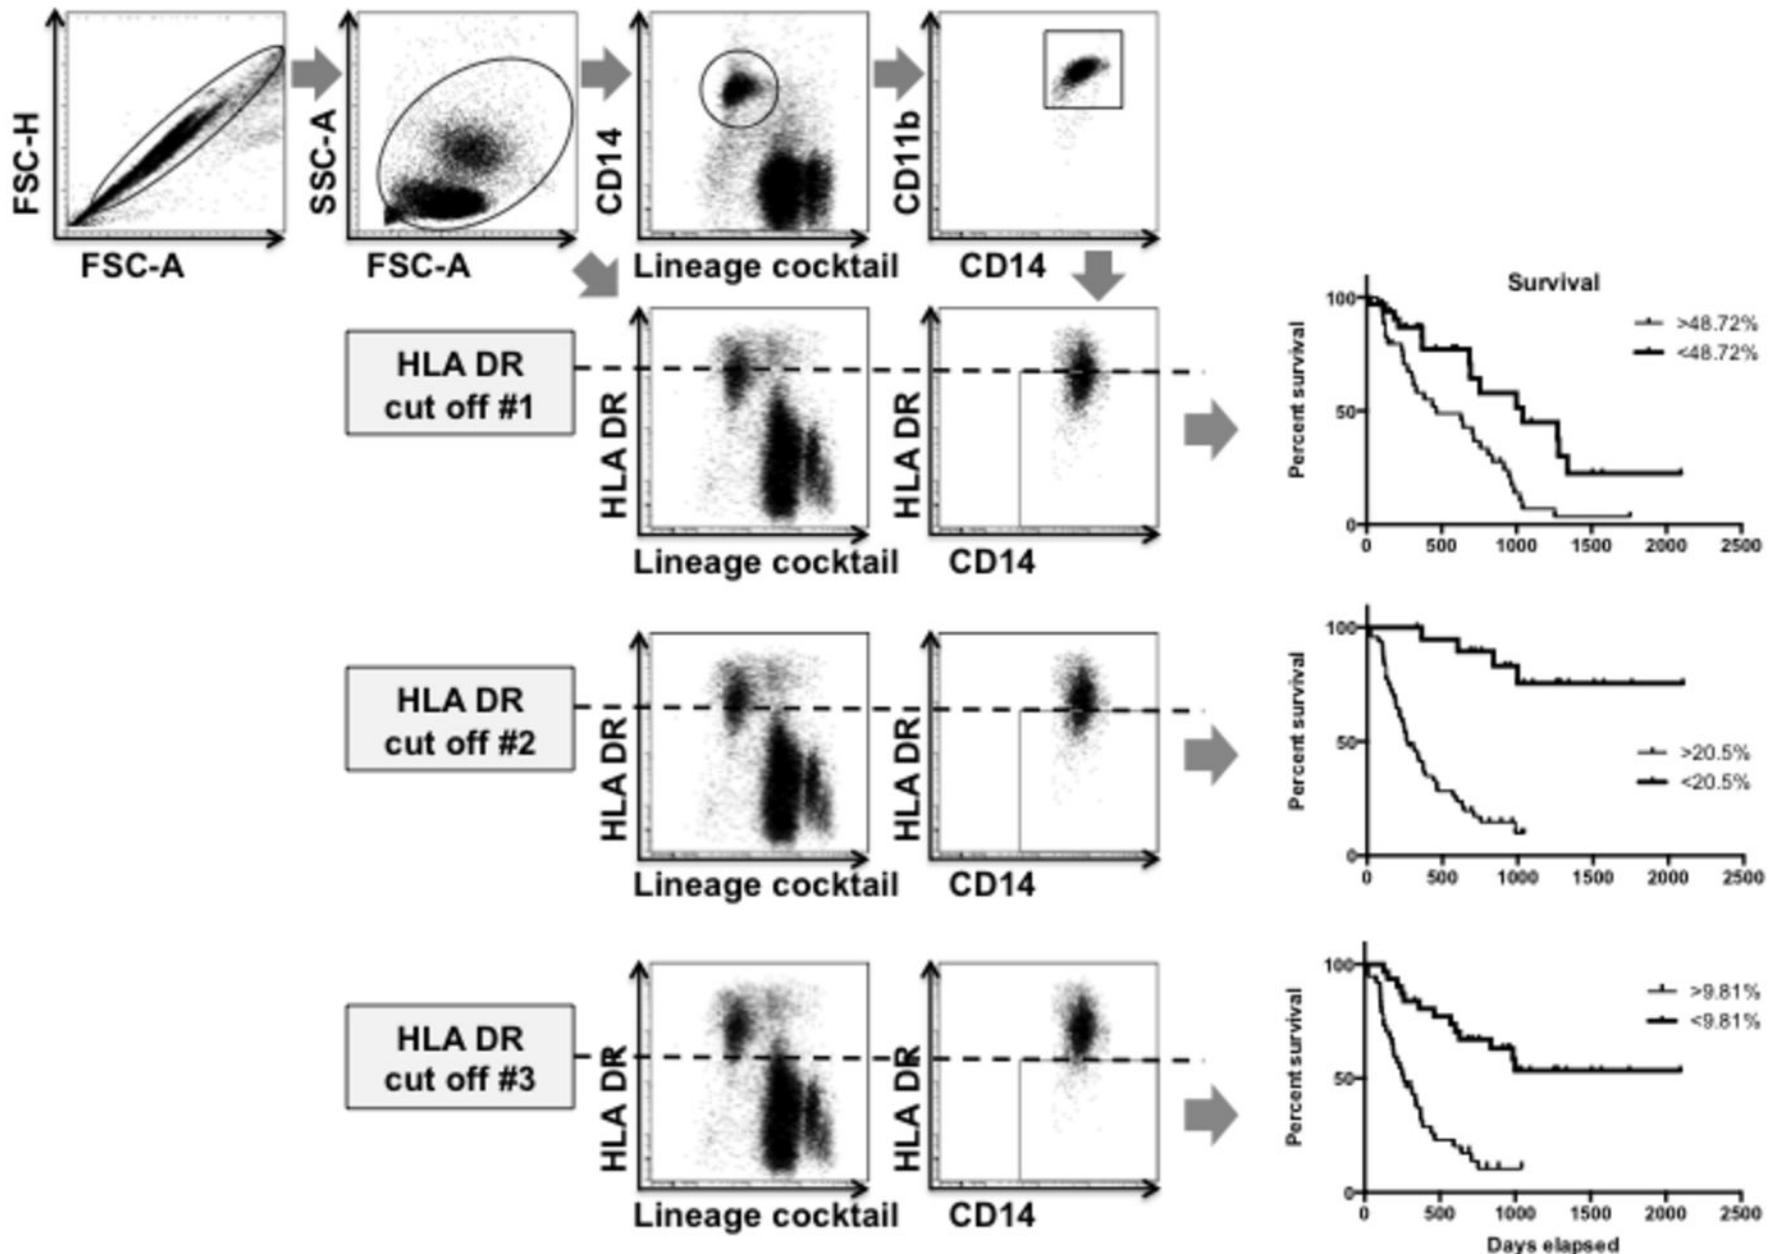 FSC-H
FSC-A
SSC-A
FSC-A
CD14
Lineage cocktail
CD11b
CD14
HLA DR
cut off #1
HLA DR
Lineage cocktail
HLA DR
CD14
Survival
Percent survival
100
50
0
0 500 1000 1500 2000 2500
>48.72%
<48.72%
HLA DR
cut off #2
HLA DR
Lineage cocktail
HLA DR
CD14
Percent survival
100
50
0
0 500 1000 1500 2000 2500
>20.5%
<20.5%
HLA DR
cut off #3
HLA DR
Lineage cocktail
HLA DR
CD14
Percent survival
100
50
0
0 500 1000 1500 2000 2500
>9.81%
<9.81%
Days elapsed